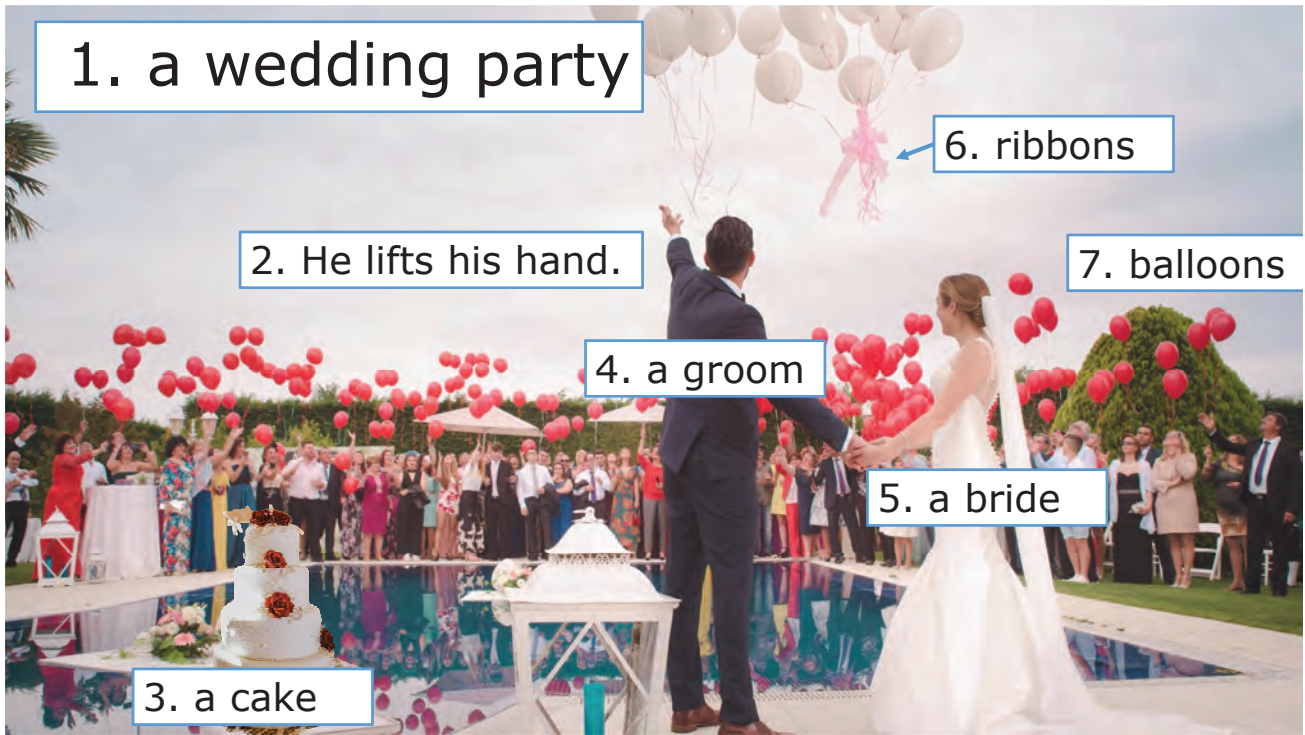 1. a wedding party
6. ribbons
2. He lifts his hand.
7. balloons
4. a groom
5. a bride
3. a cake